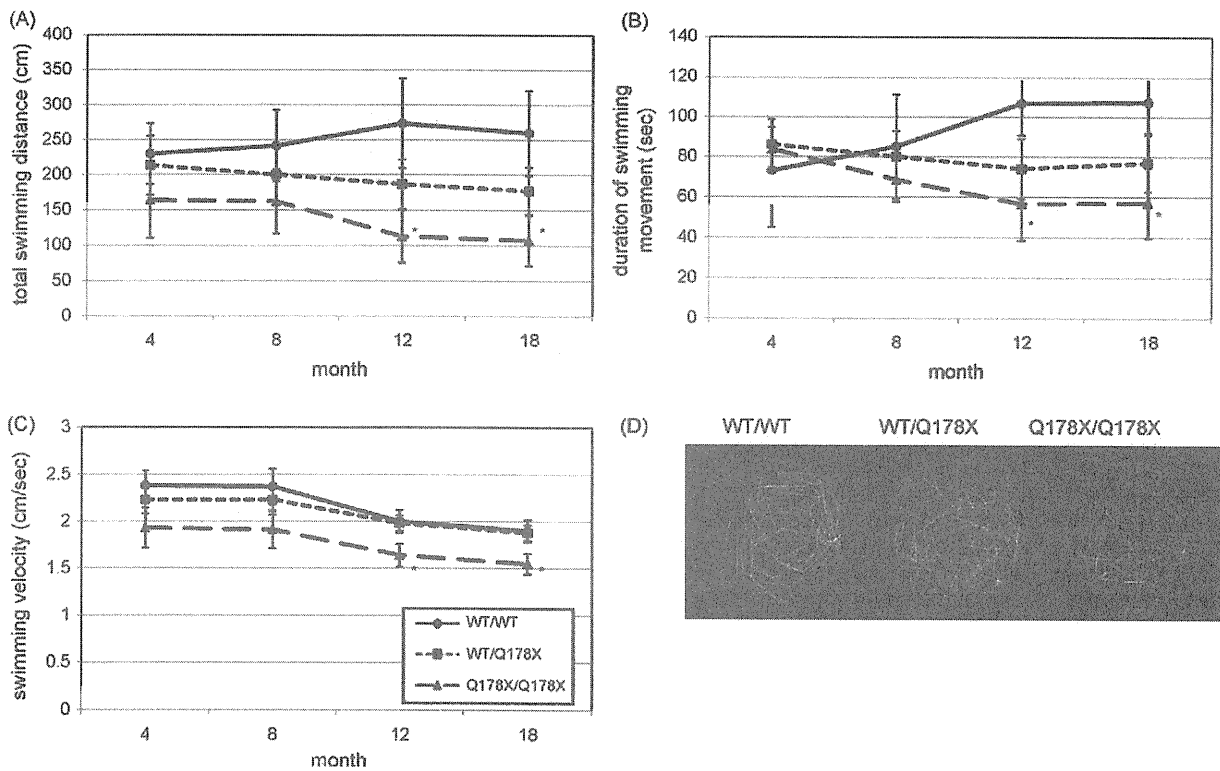 (A)
total swimming distance (cm)
400
350
300
250
200
150
100
50
0
4 8 12 18
month
*
*
(B)
duration of swimming
movement (sec)
140
120
100
80
60
40
20
0
4 8 12 18
month
*
*
(C)
swimming velocity (cm/sec)
3
2.5
2
1.5
1
0.5
0
4 8 12 18
month
*
*
WT/WT
WT/Q178X
Q178X/Q178X
(D)
WT/WT WT/Q178X Q178X/Q178X